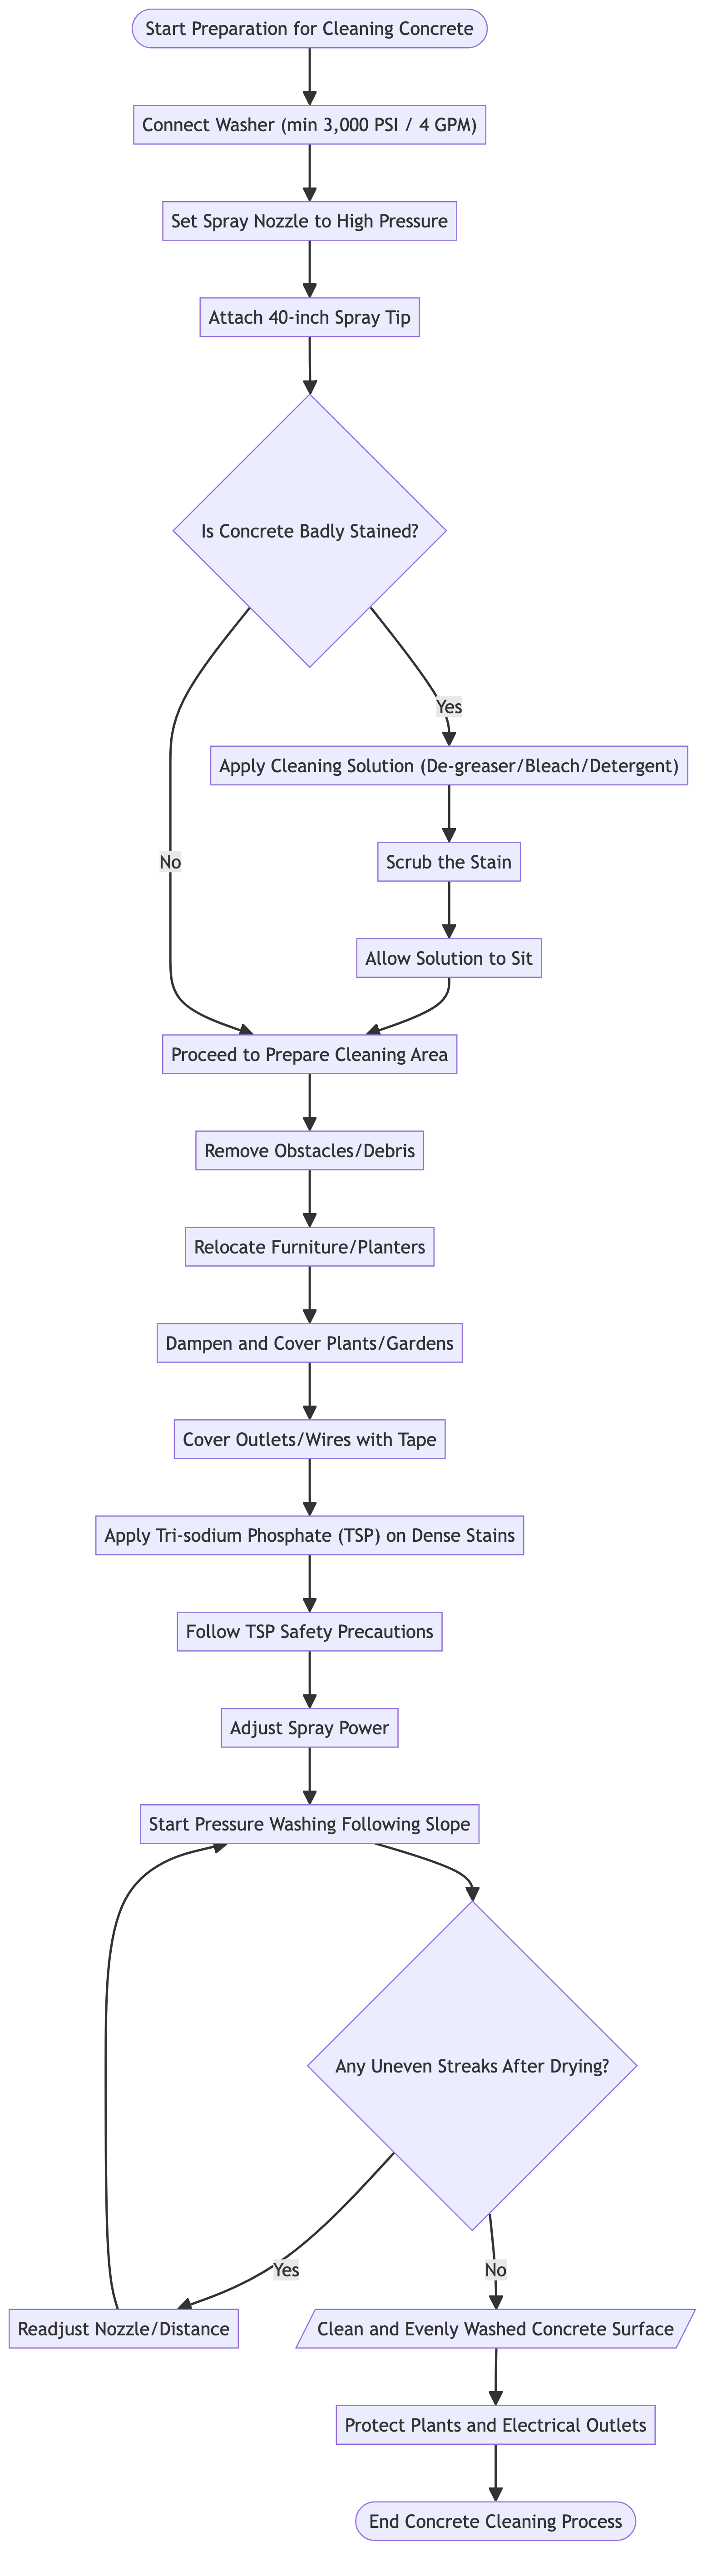 Start Preparation for Cleaning Concrete
Connect Washer (min 3,000 PSI / 4 GPM)
Set Spray Nozzle to High Pressure
Attach 40-inch Spray Tip
Is Concrete Badly Stained?
Yes
Apply Cleaning Solution (De-greaser/Bleach/Detergent)
No
Scrub the Stain
Allow Solution to Sit
Proceed to Prepare Cleaning Area
Remove Obstacles/Debris
Relocate Furniture/Planters
Dampen and Cover Plants/Gardens
Cover Outlets/Wires with Tape
Apply Tri-sodium Phosphate (TSP) on Dense Stains
Follow TSP Safety Precautions
Adjust Spray Power
Start Pressure Washing Following Slope
Any Uneven Streaks After Drying?
Yes
No
Readjust Nozzle/Distance
Clean and Evenly Washed Concrete Surface
Protect Plants and Electrical Outlets
End Concrete Cleaning Process